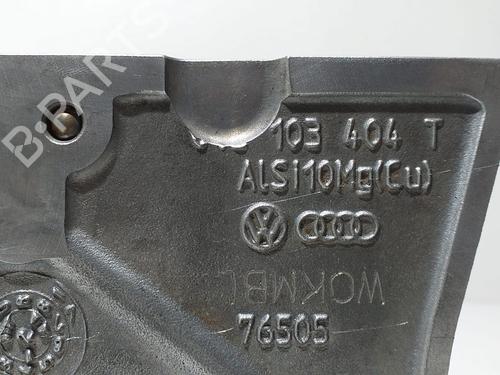 B-PARTS
103 404 T
AlSi10Mg(Cu)
WOKMBL
76505